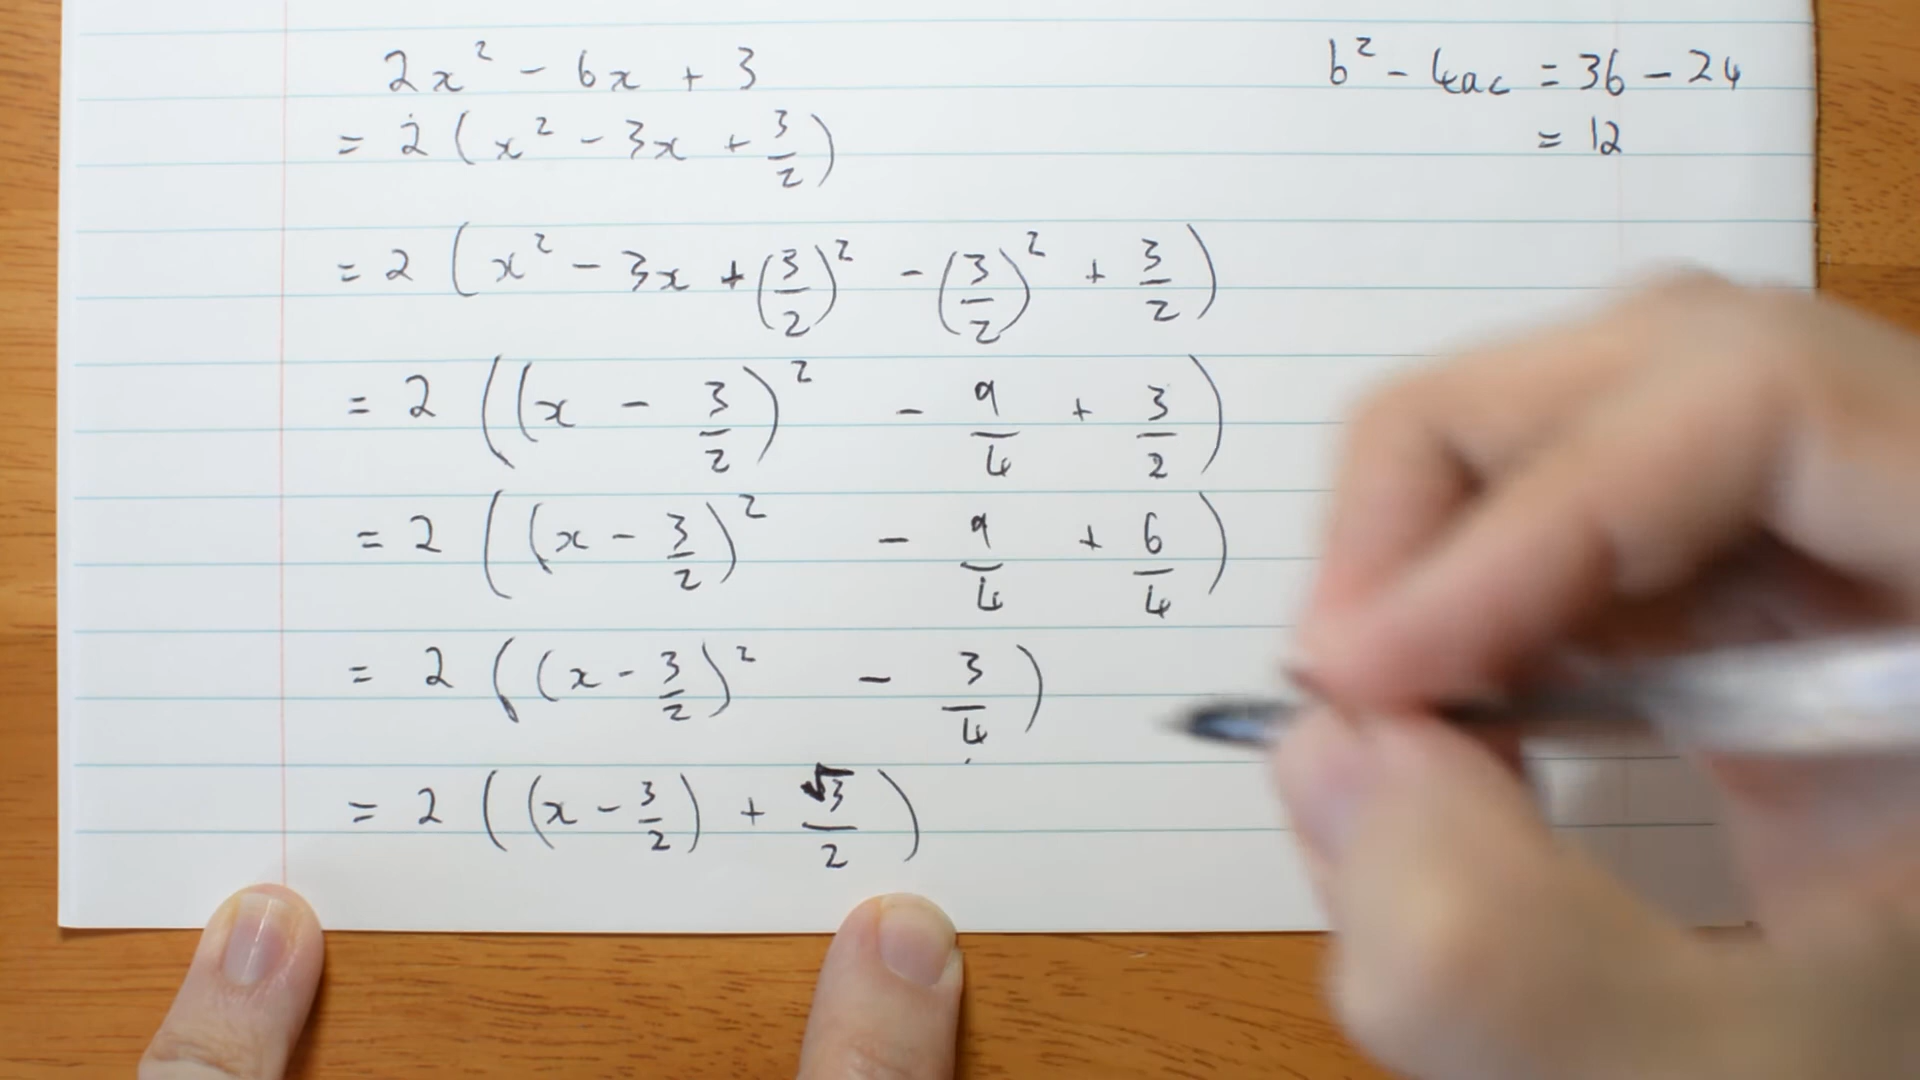 2x² - 6x + 3
= 2 (x² - 3x + 3/2)
= 2 (x² - 3x + (3/2)² - (3/2)² + 3/2)
= 2 ((x - 3/2)² - 9/4 + 3/2)
= 2 ((x - 3/2)² - 9/4 + 6/4)
= 2 ((x - 3/2)² - 3/4)
= 2 ((x - 3/2) + √3/2)
b² - 4ac = 36 - 24
= 12